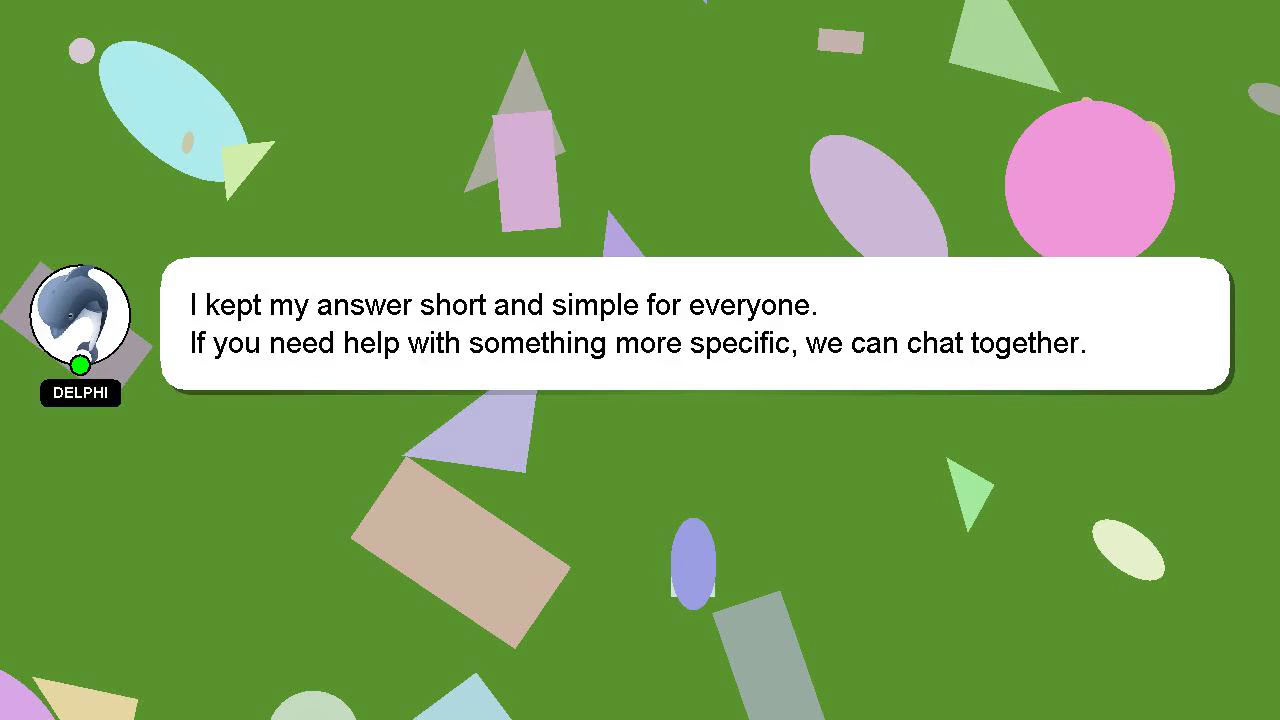 I kept my answer short and simple for everyone.
If you need help with something more specific, we can chat together.
DELPHI